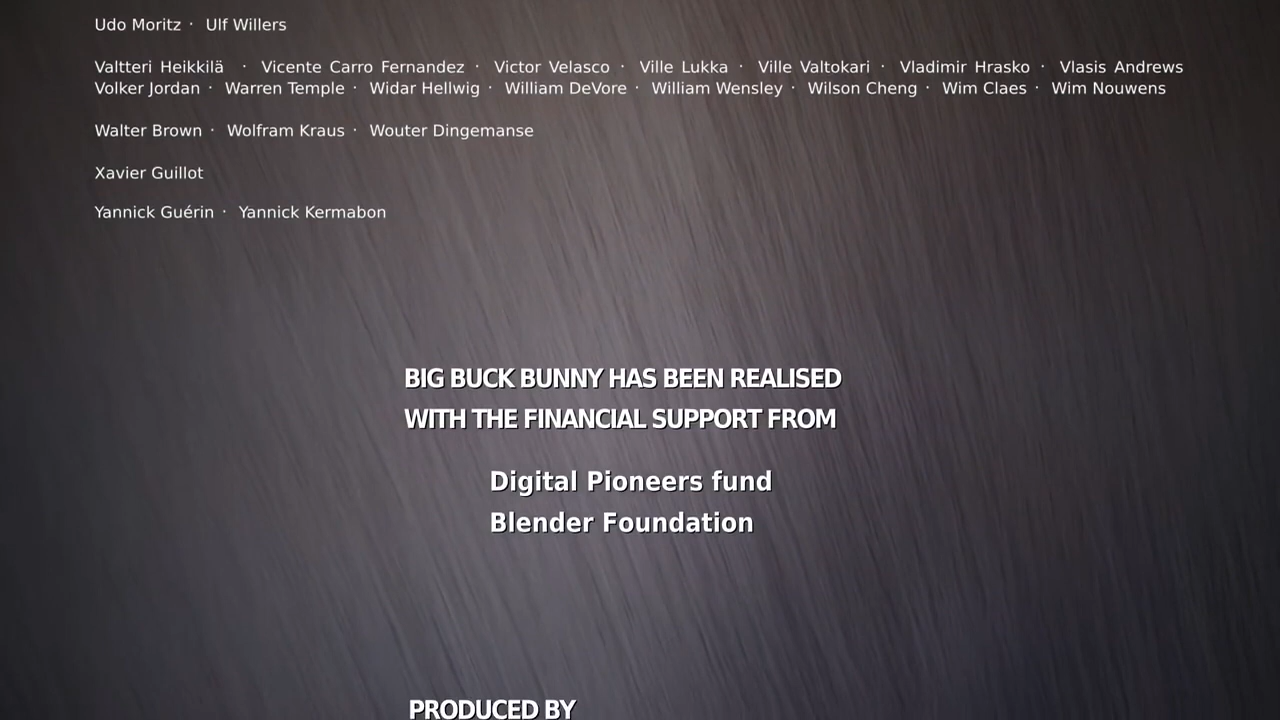 Udo Moritz · Ulf Willers
Valtteri Heikkilä · Vicente Carro Fernandez · Victor Velasco · Ville Lukka · Ville Valtokari · Vladimir Hrasko · Vlasis Andrews
Volker Jordan · Warren Temple · Widar Hellwig · William DeVore · William Wensley · Wilson Cheng · Wim Claes · Wim Nouwens
Walter Brown · Wolfram Kraus · Wouter Dingemanse
Xavier Guillot
Yannick Guérin · Yannick Kermabon
BIG BUCK BUNNY HAS BEEN REALISED
WITH THE FINANCIAL SUPPORT FROM
Digital Pioneers fund
Blender Foundation
PRODUCED BY